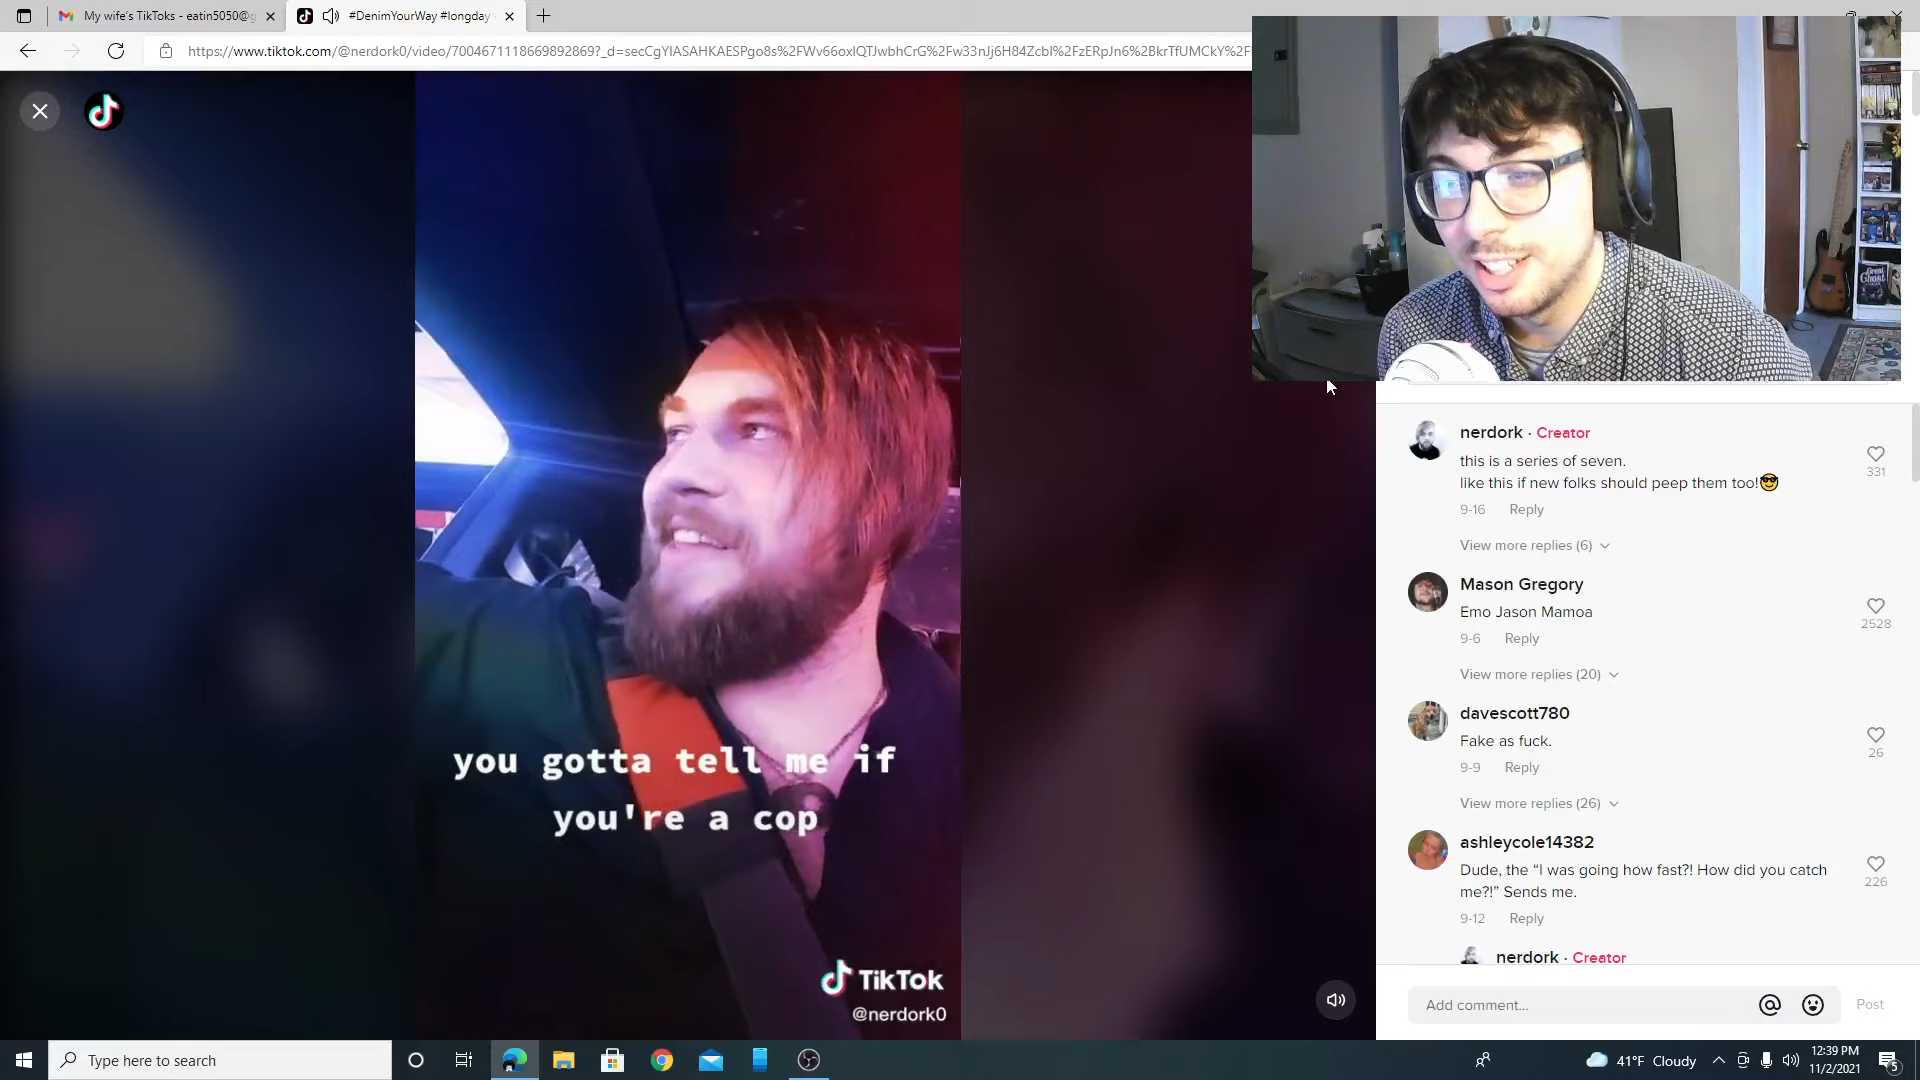 My wife's TikToks - eatin5050@g
#DenimYourWay #longday
https://www.tiktok.com/@nerdork0/video/7004671118669892869?_d=secCgYIASAHKAESPgo8s%2FWv66oxIQTJwbhCrG%2Fw33nJj6H84Zcbl%2FzERpJn6%2BkrTfUMCkY%2F
you gotta tell me if
you're a cop
TikTok
@nerdork0
nerdork · Creator
this is a series of seven.
like this if new folks should peep them too!😎
9-16 Reply
331
View more replies (6)
Mason Gregory
Emo Jason Mamoa
9-6 Reply
2528
View more replies (20)
davescott780
Fake as fuck.
9-9 Reply
26
View more replies (26)
ashleycole14382
Dude, the “I was going how fast?! How did you catch
me?!” Sends me.
9-12 Reply
226
nerdork · Creator
Add comment...
Post
Type here to search
41°F Cloudy
12:39 PM
11/2/2021
5
Great
Ghost